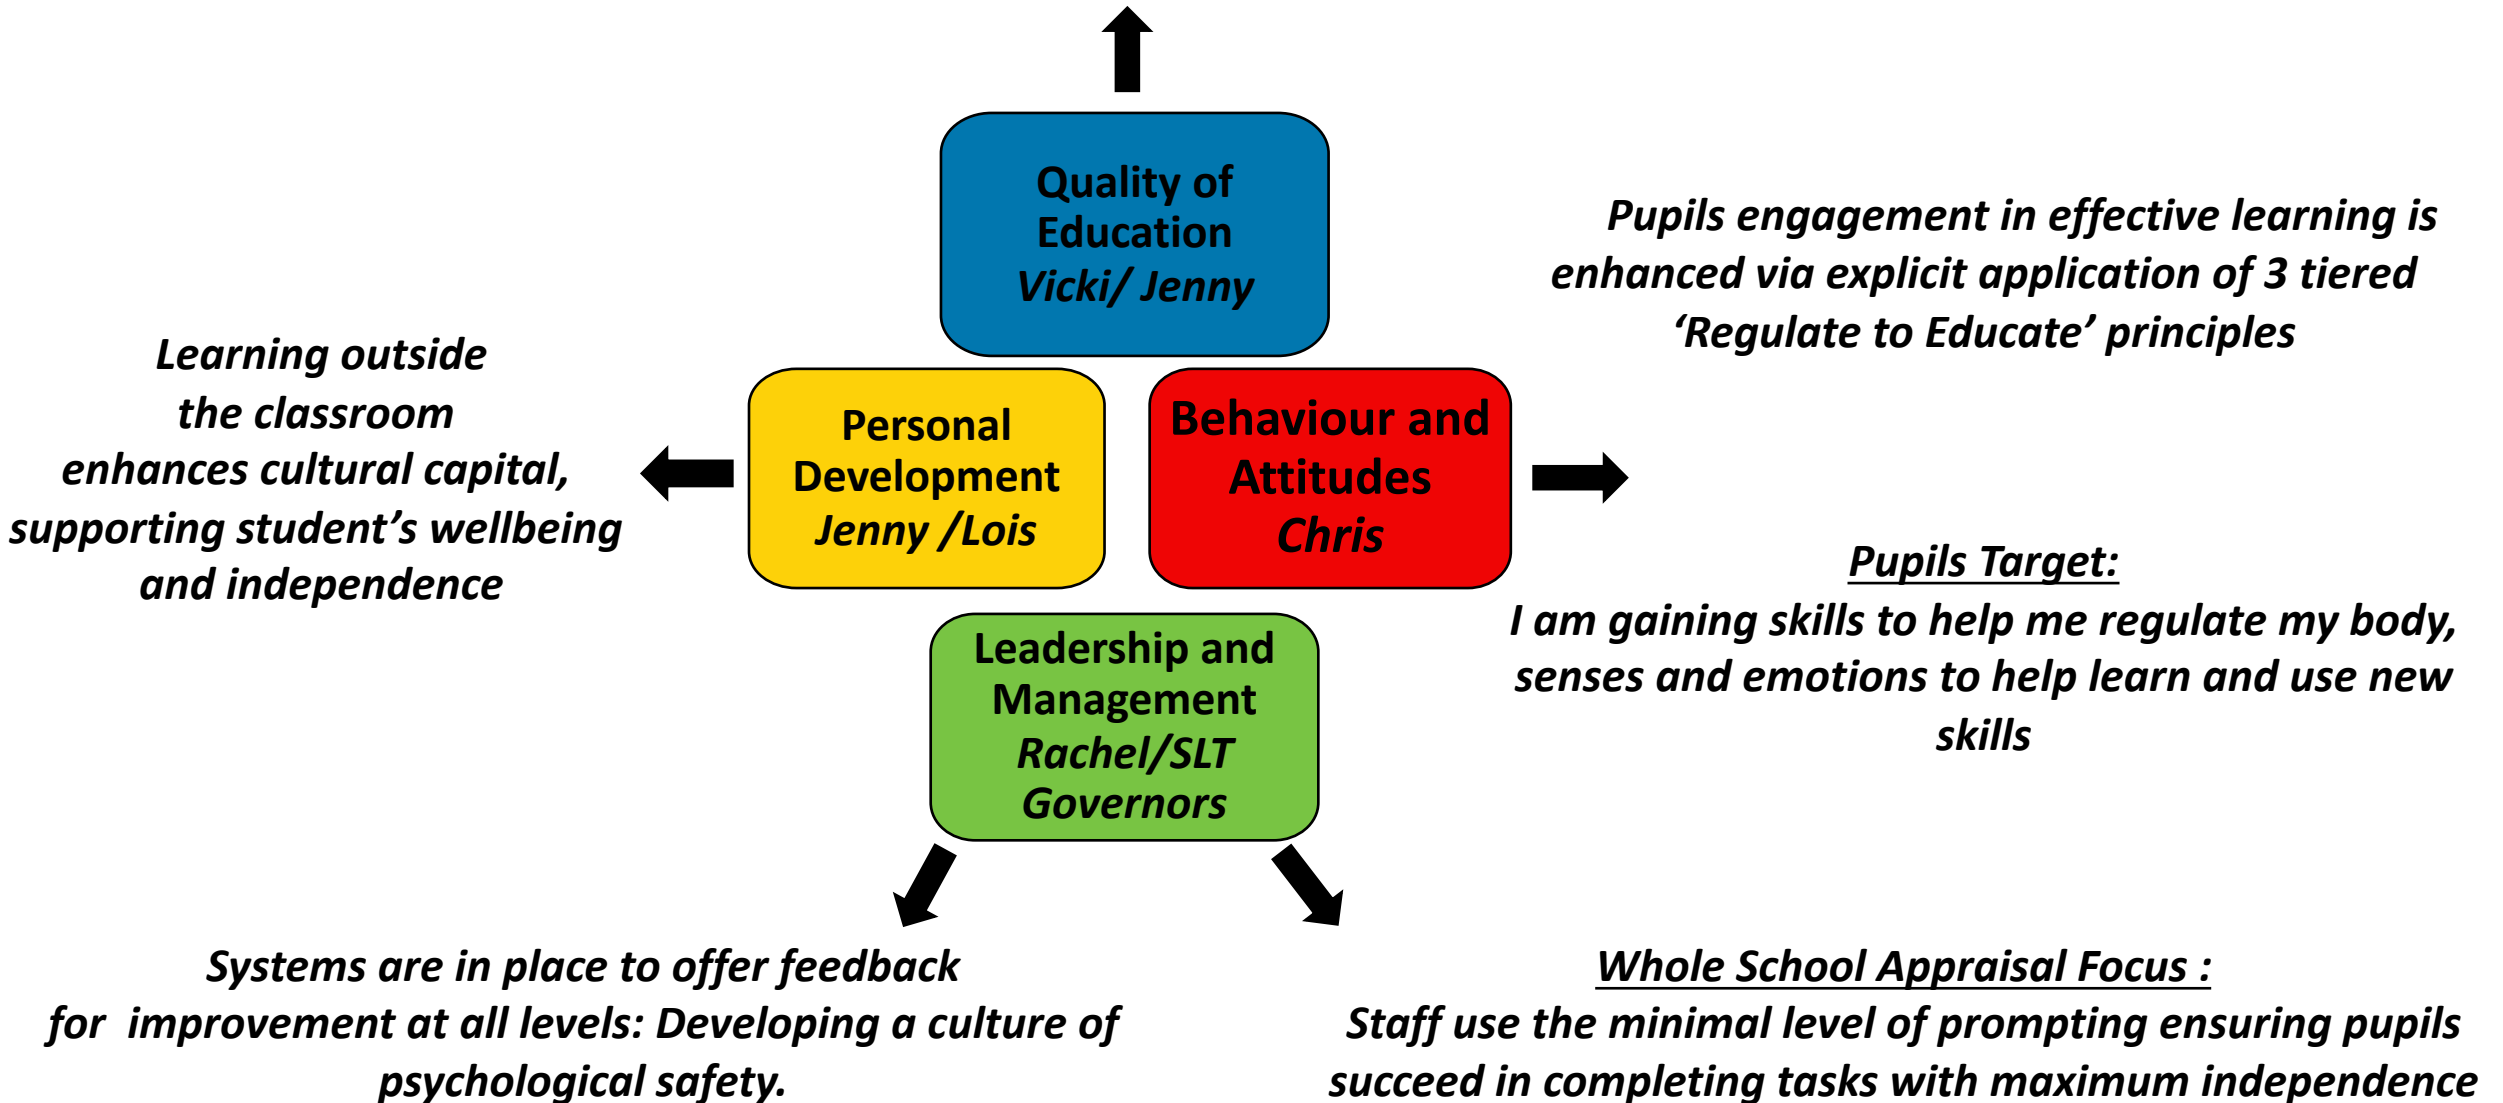 Quality of
Education
Vicki/ Jenny
Pupils engagement in effective learning is
enhanced via explicit application of 3 tiered
‘Regulate to Educate’ principles
Learning outside
the classroom
enhances cultural capital,
supporting student’s wellbeing
and independence
Personal
Development
Jenny /Lois
Behaviour and
Attitudes
Chris
Pupils Target:
I am gaining skills to help me regulate my body,
senses and emotions to help learn and use new
skills
Leadership and
Management
Rachel/SLT
Governors
Systems are in place to offer feedback
for  improvement at all levels: Developing a culture of
psychological safety.
Whole School Appraisal Focus :
Staff use the minimal level of prompting ensuring pupils
succeed in completing tasks with maximum independence